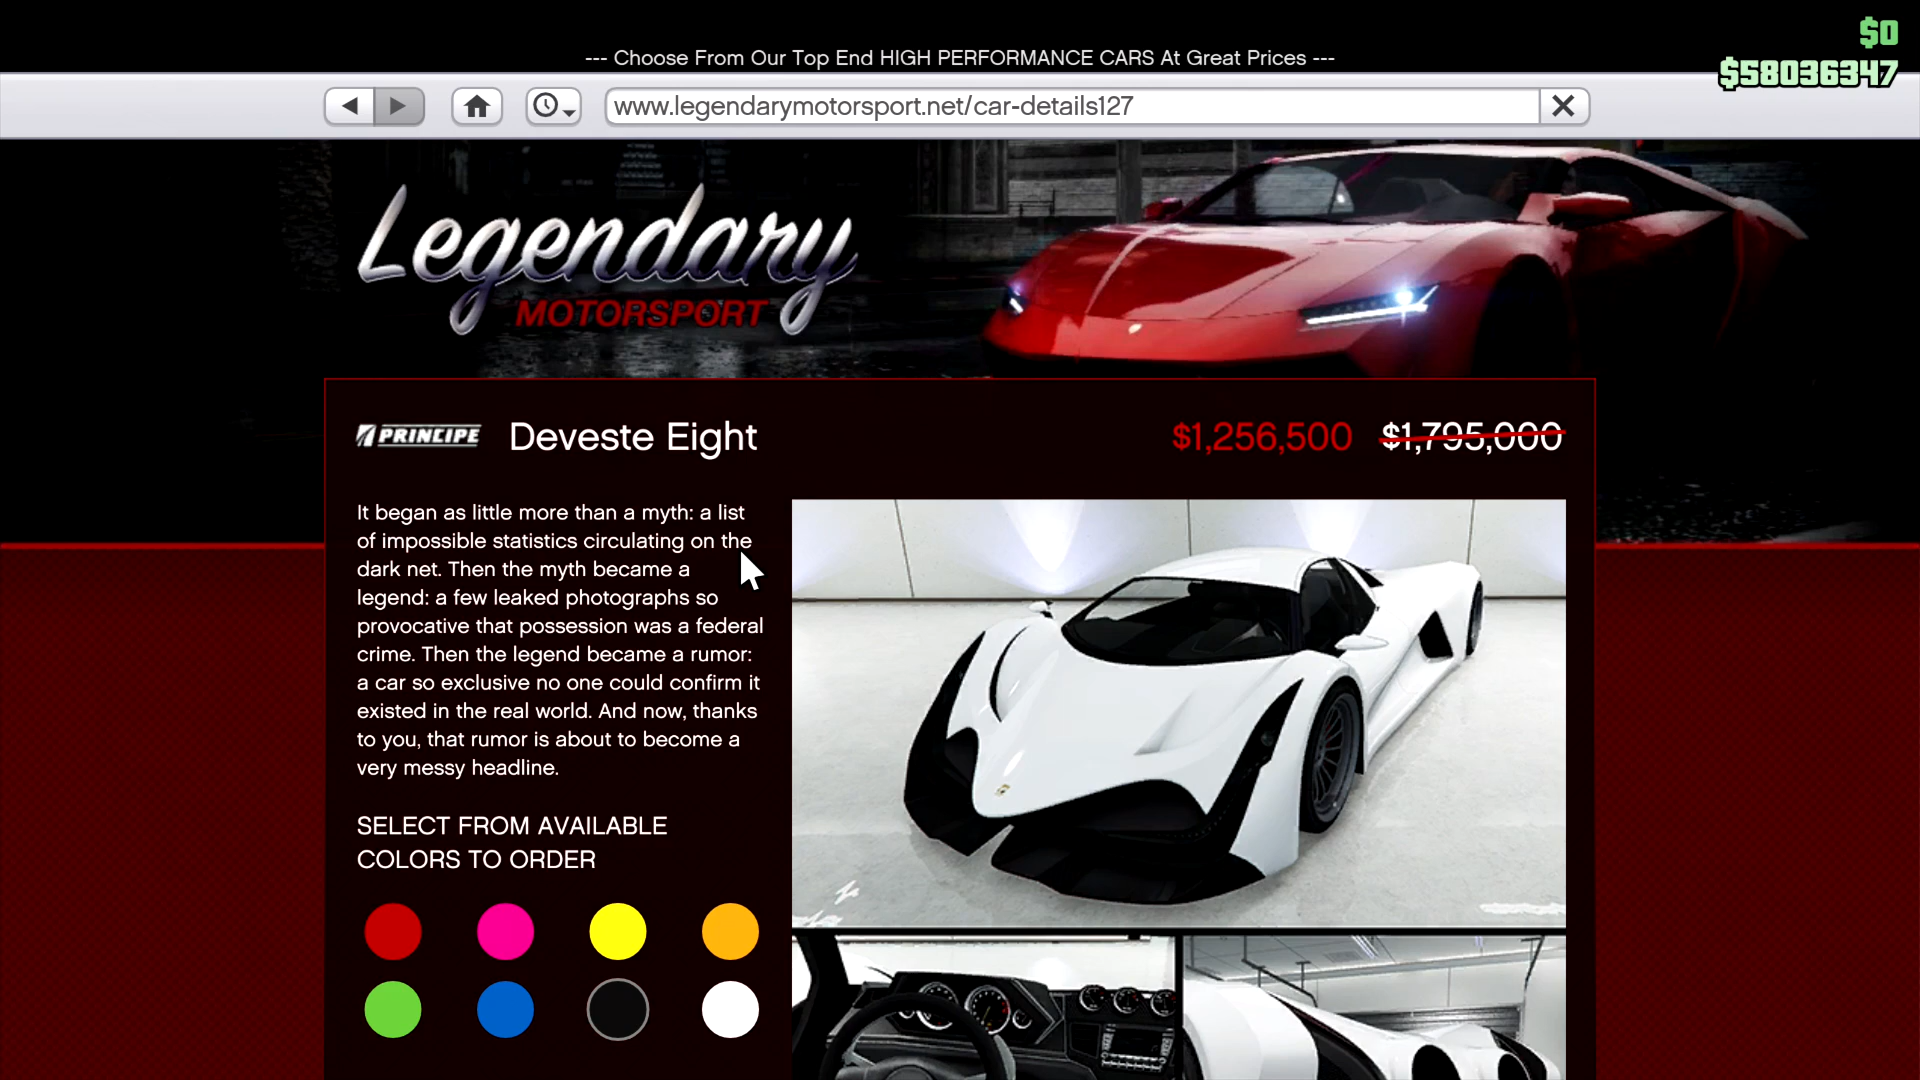 $0
$58036347
--- Choose From Our Top End HIGH PERFORMANCE CARS At Great Prices ---
www.legendarymotorsport.net/car-details127
Legendary
MOTORSPORT
PRINCIPE Deveste Eight $1,256,500 $1,795,000
It began as little more than a myth: a list
of impossible statistics circulating on the
dark net. Then the myth became a
legend: a few leaked photographs so
provocative that possession was a federal
crime. Then the legend became a rumor:
a car so exclusive no one could confirm it
existed in the real world. And now, thanks
to you, that rumor is about to become a
very messy headline.
SELECT FROM AVAILABLE
COLORS TO ORDER